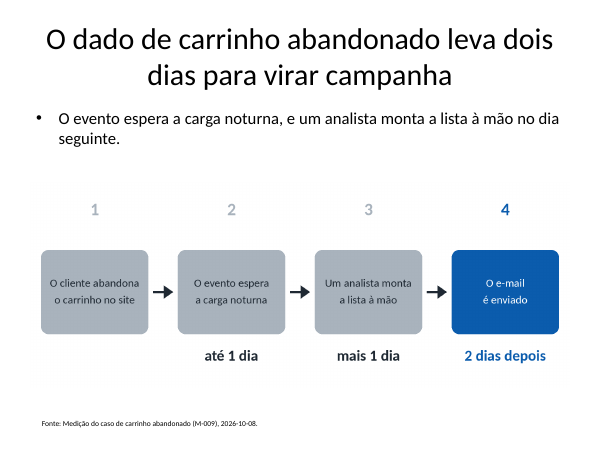 O dado de carrinho abandonado leva dois
dias para virar campanha
• O evento espera a carga noturna, e um analista monta a lista à mão no dia
seguinte.
1
2
3
4
O cliente abandona
o carrinho no site
O evento espera
a carga noturna
Um analista monta
a lista à mão
O e-mail
é enviado
até 1 dia
mais 1 dia
2 dias depois
Fonte: Medição do caso de carrinho abandonado (M-009), 2026-10-08.